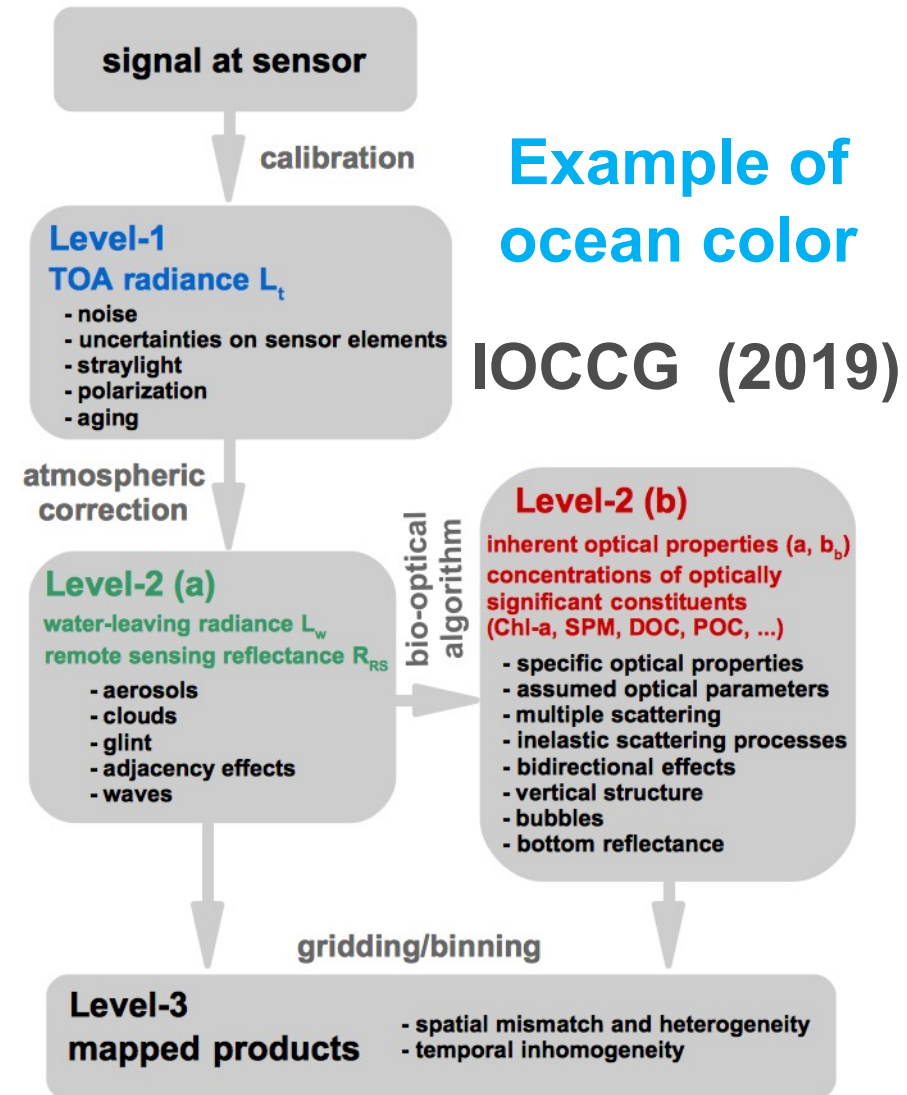 signal at sensor
calibration
Example of
ocean color
IOCCG (2019)
Level-1
TOA radiance Lt
- noise
- uncertainties on sensor elements
- straylight
- polarization
- aging
atmospheric
correction
Level-2 (a)
water-leaving radiance Lw
remote sensing reflectance RRS
- aerosols
- clouds
- glint
- adjacency effects
- waves
bio-optical
algorithm
Level-2 (b)
inherent optical properties (a, bb)
concentrations of optically
significant constituents
(Chl-a, SPM, DOC, POC, ...)
- specific optical properties
- assumed optical parameters
- multiple scattering
- inelastic scattering processes
- bidirectional effects
- vertical structure
- bubbles
- bottom reflectance
gridding/binning
Level-3
mapped products
- spatial mismatch and heterogeneity
- temporal inhomogeneity